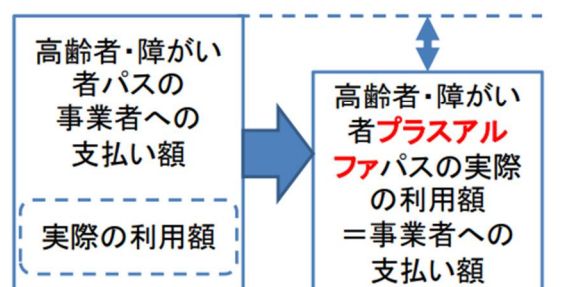 高齢者・障がい
者パスの
事業者への
支払い額
実際の利用額
高齢者・障がい
者プラスアル
ファパスの実際
の利用額
＝事業者への
支払い額